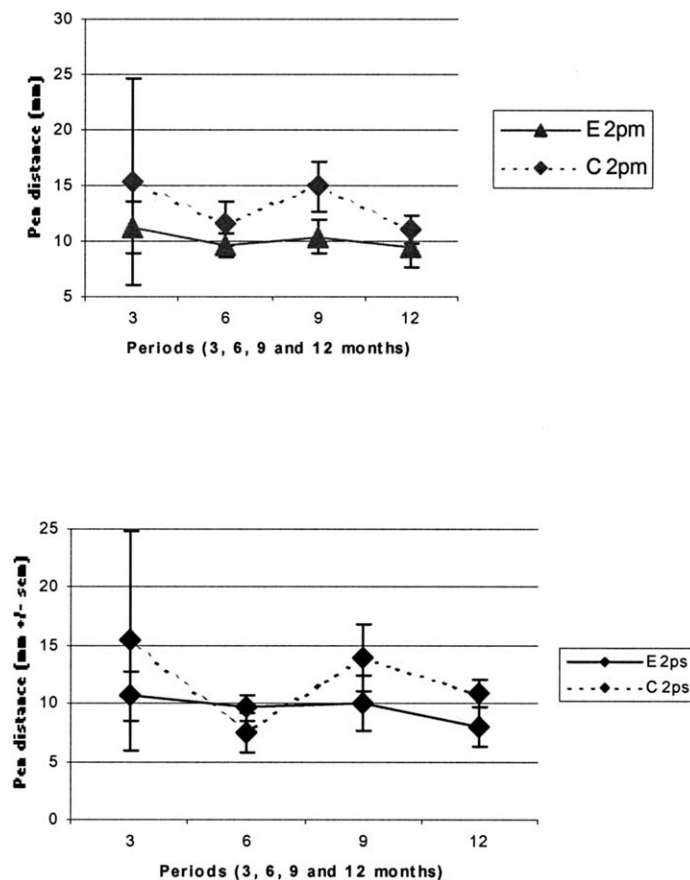 30
25
20
15
10
5
Pen distance (mm)
3 6 9 12
Periods (3, 6, 9 and 12 months)
E 2pm
C 2pm
25
20
15
10
5
0
Pen distance (mm +/- sem)
3 6 9 12
Periods (3, 6, 9 and 12 months)
E 2ps
C 2ps